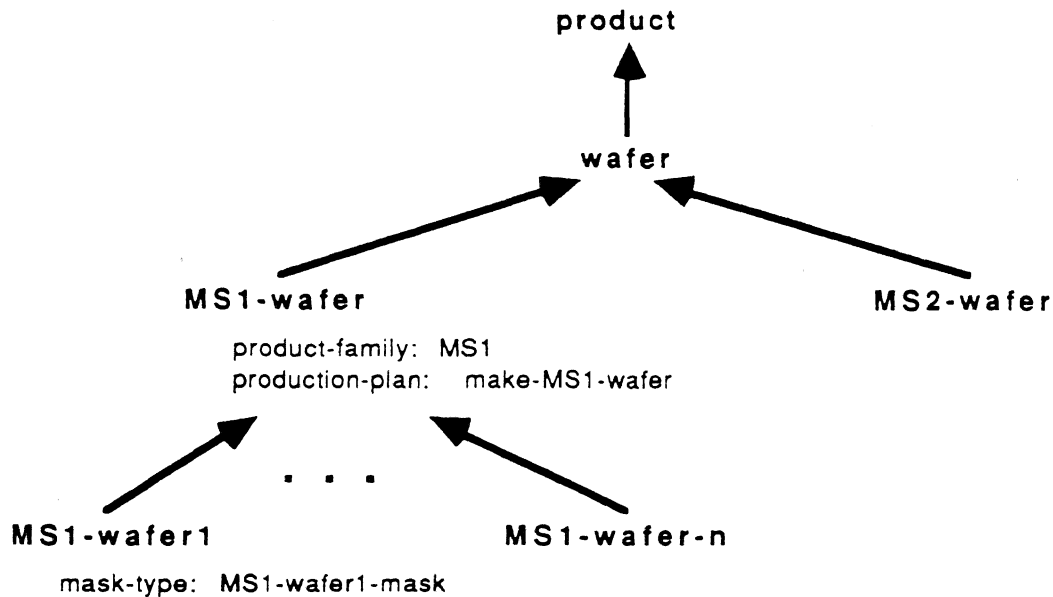 product
wafer
MS1-wafer
MS2-wafer
product-family: MS1
production-plan: make-MS1-wafer
. . .
MS1-wafer1
MS1-wafer-n
mask-type: MS1-wafer1-mask